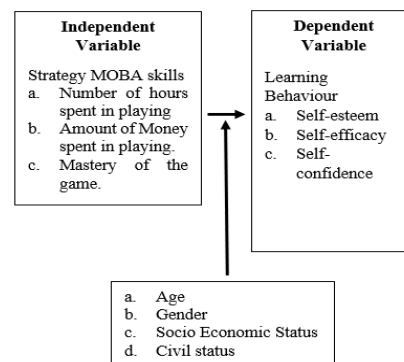 Independent
Variable
Strategy MOBA skills
a. Number of hours
spent in playing
b. Amount of Money
spent in playing.
c. Mastery of the
game.
Dependent
Variable
Learning
Behaviour
a. Self-esteem
b. Self-efficacy
c. Self-
confidence
a. Age
b. Gender
c. Socio Economic Status
d. Civil status